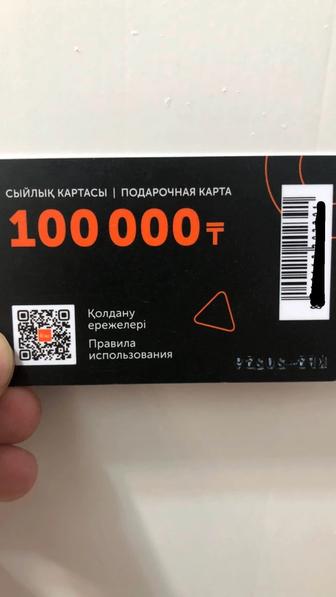 СЫЙЛЫҚ КАРТАСЫ | ПОДАРОЧНАЯ КАРТА
100 000 ₸
Қолдану
ережелері
Правила
использования